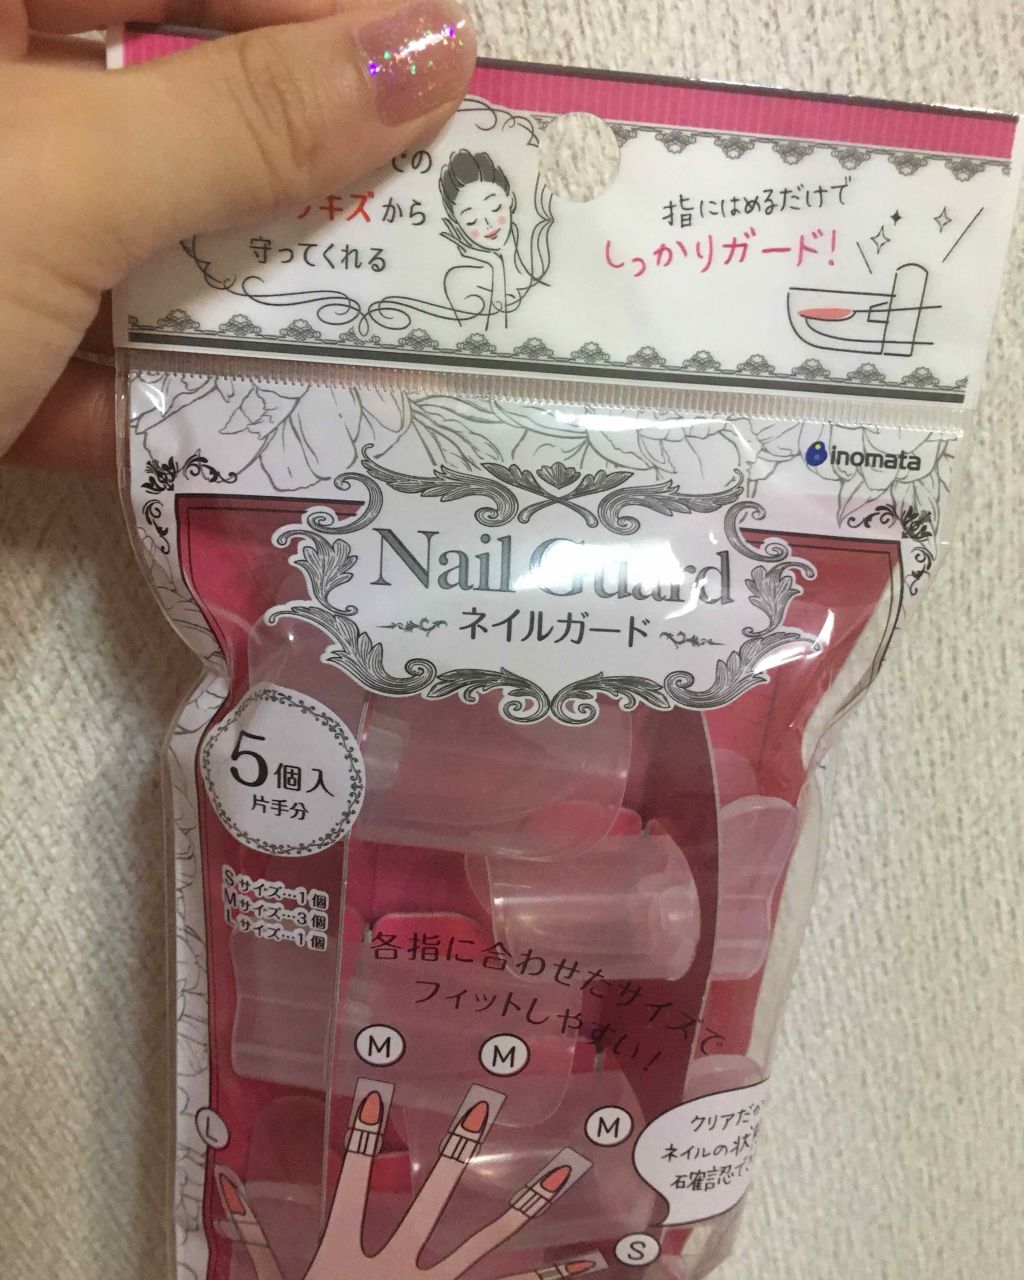 での
キズから
守ってくれる
指にはめるだけで
しっかりガード!
inomata
Nail Guard
ネイルガード
5個入
片手分
Sサイズ…1個
Mサイズ…3個
Lサイズ…1個
各指に合わせたサイズで
フィットしやすい!
M
M
M
L
S
クリアだか
ネイルの状
確認で